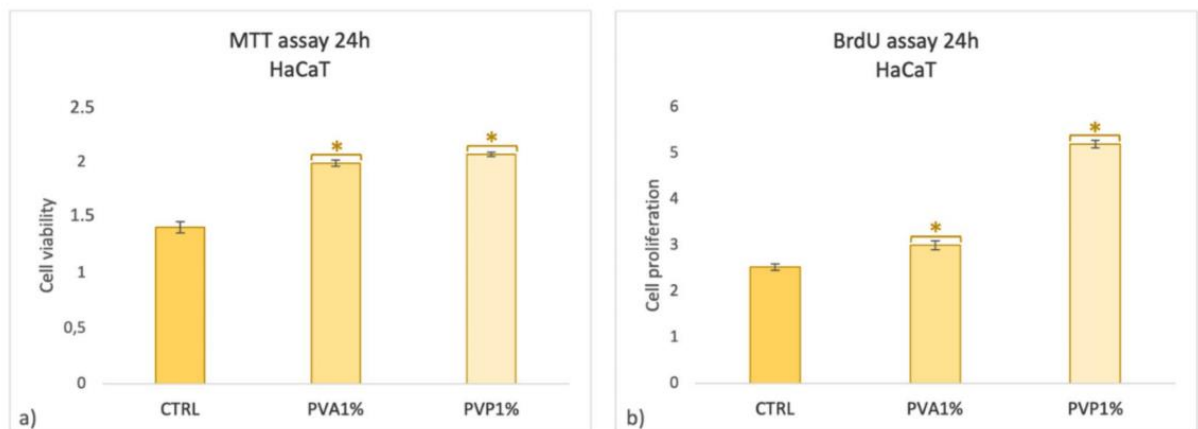 MTT assay 24h
HaCaT
Cell viability
2.5
2
1.5
1
0,5
0
*
*
CTRL
PVA1%
PVP1%
a)
BrdU assay 24h
HaCaT
Cell proliferation
6
5
4
3
2
1
0
*
*
CTRL
PVA1%
PVP1%
b)